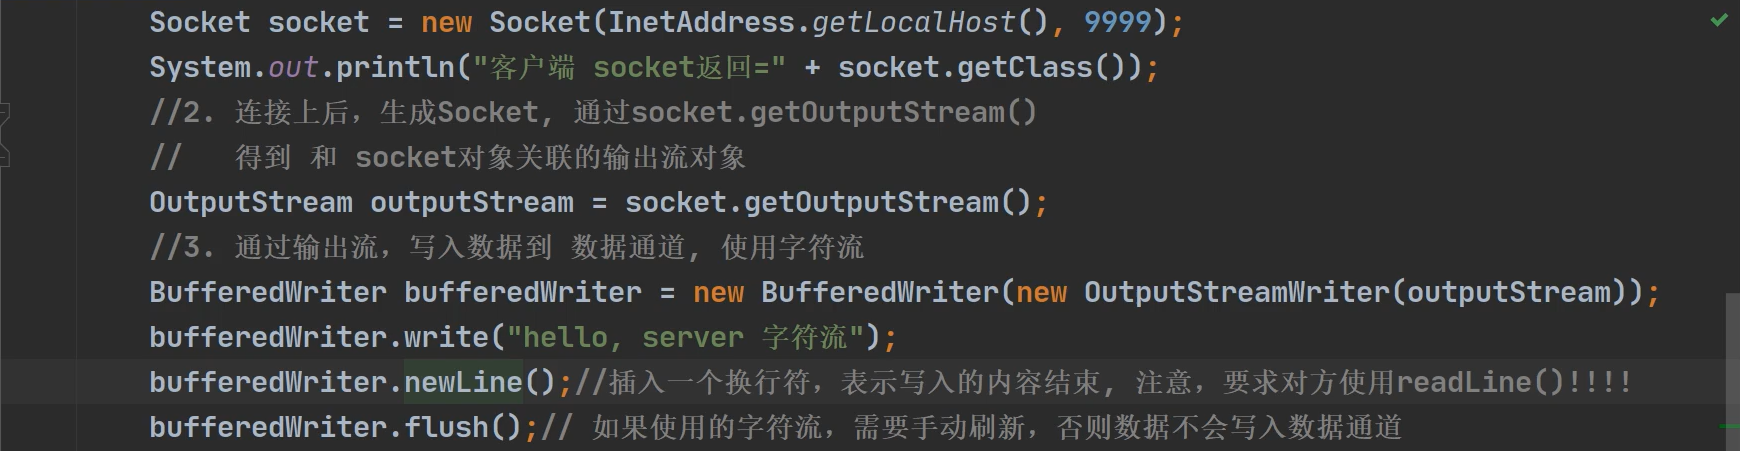 Socket socket = new Socket(InetAddress.getLocalHost(), 9999);
System.out.println("客户端 socket返回=" + socket.getClass());
//2. 连接上后，生成Socket, 通过socket.getOutputStream()
//   得到 和 socket对象关联的输出流对象
OutputStream outputStream = socket.getOutputStream();
//3. 通过输出流，写入数据到 数据通道, 使用字符流
BufferedWriter bufferedWriter = new BufferedWriter(new OutputStreamWriter(outputStream));
bufferedWriter.write("hello, server 字符流");
bufferedWriter.newLine();//插入一个换行符，表示写入的内容结束, 注意，要求对方使用readLine()!!!!
bufferedWriter.flush();// 如果使用的字符流，需要手动刷新，否则数据不会写入数据通道